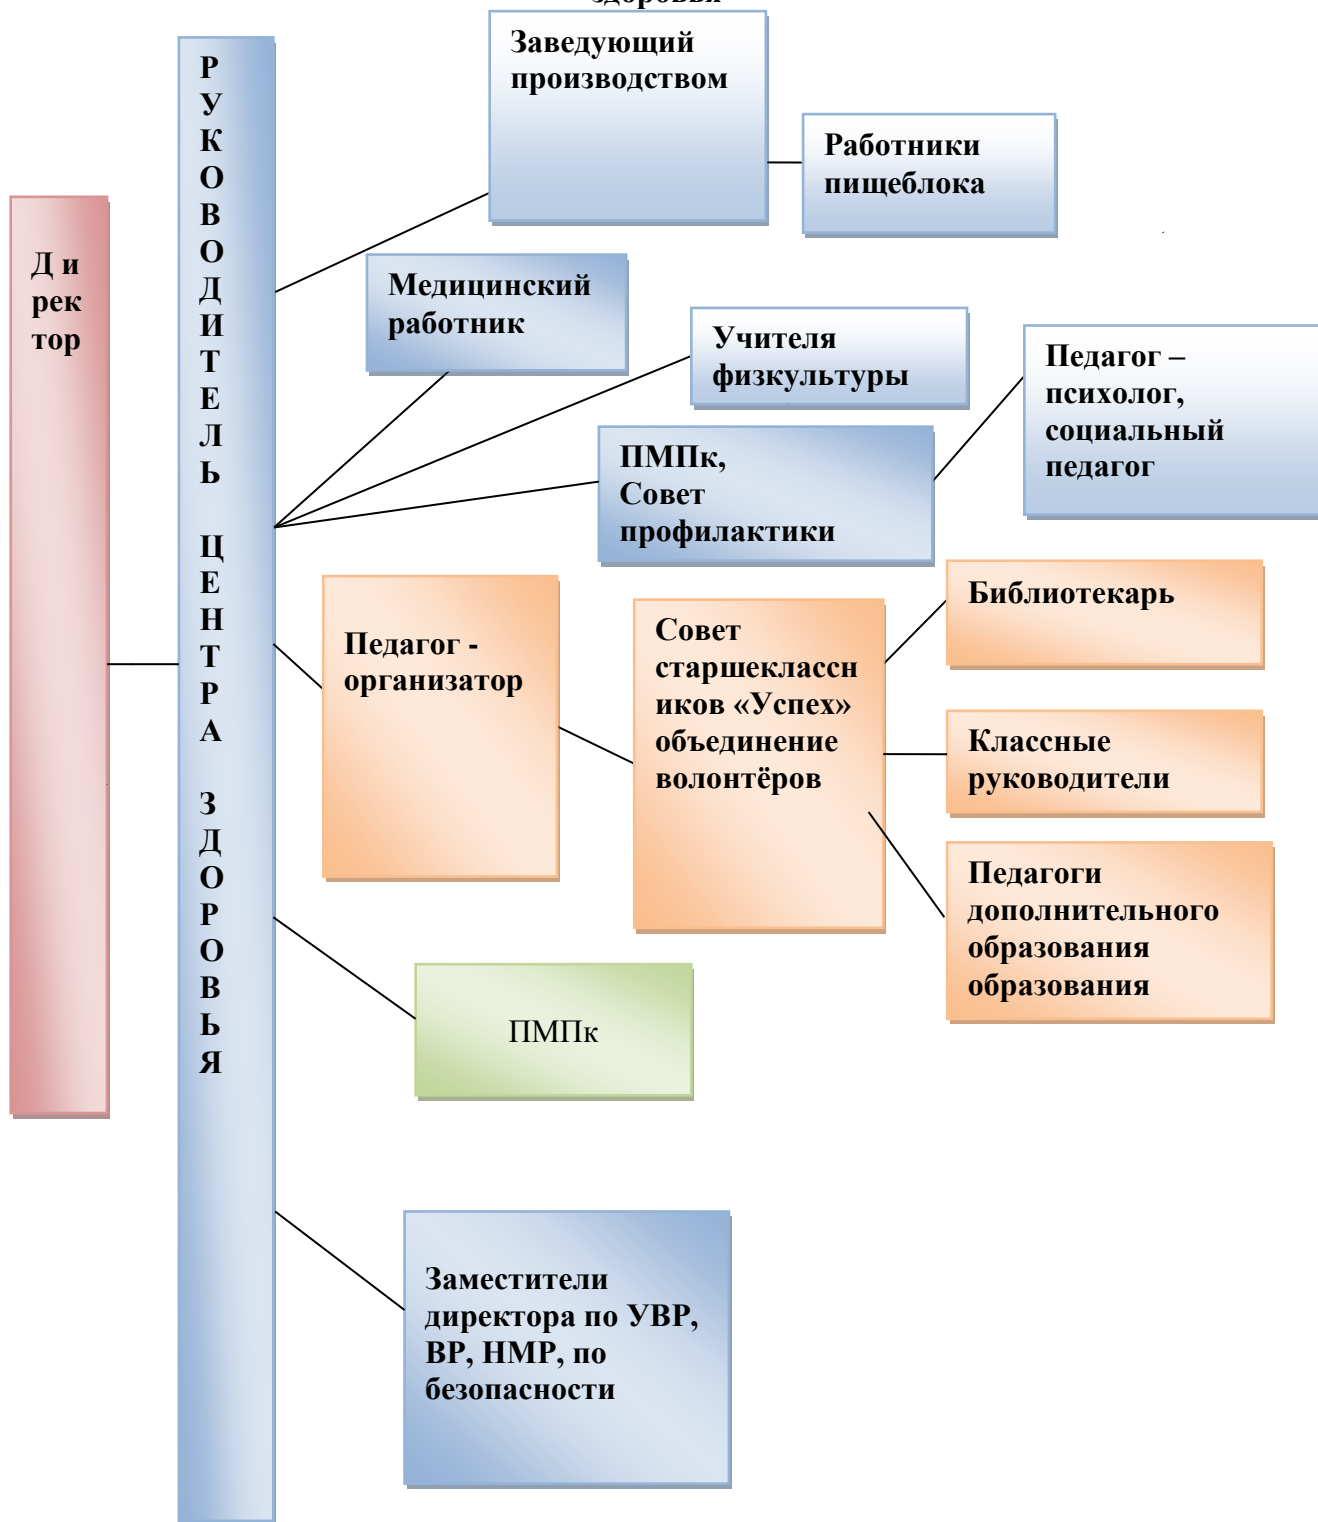 здоровья
Заведующий
производством
Работники
пищеблока
Д и
рек
тор
Р
У
К
О
В
О
Д
И
Т
Е
Л
Ь
Ц
Е
Н
Т
Р
А
З
Д
О
Р
О
В
Ь
Я
Медицинский
работник
Учителя
физкультуры
Педагог –
психолог,
социальный
педагог
ПМПк,
Совет
профилактики
Педагог -
организатор
Совет
старшеклассн
иков «Успех»
объединение
волонтёров
Библиотекарь
Классные
руководители
Педагоги
дополнительного
образования
образования
ПМПк
Заместители
директора по УВР,
ВР, НМР, по
безопасности